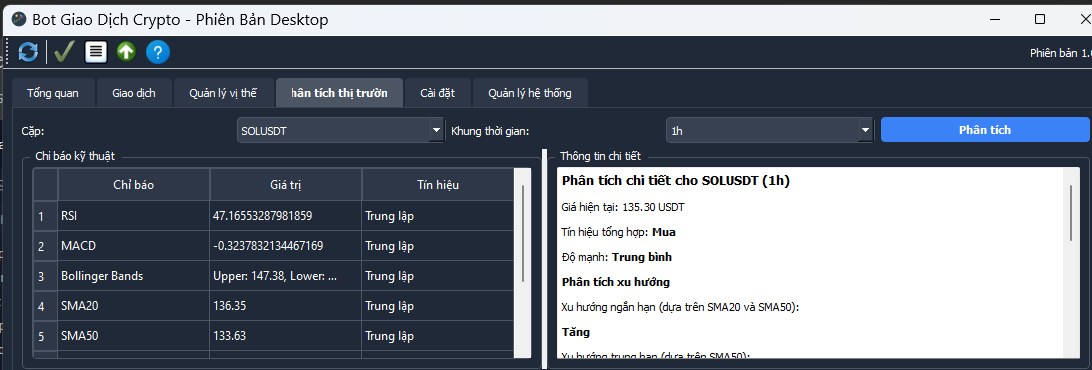 Bot Giao Dịch Crypto - Phiên Bản Desktop
Phiên bản 1.
Tổng quan Giao dịch Quản lý vị thế hân tích thị trườn Cài đặt Quản lý hệ thống
Cặp: SOLUSDT Khung thời gian: 1h Phân tích
Chỉ báo kỹ thuật
Chỉ báo Giá trị Tín hiệu
1 RSI 47.16553287981859 Trung lập
2 MACD -0.3237832134467169 Trung lập
3 Bollinger Bands Upper: 147.38, Lower: ... Trung lập
4 SMA20 136.35 Trung lập
5 SMA50 133.63 Trung lập
Thông tin chi tiết
Phân tích chi tiết cho SOLUSDT (1h)
Giá hiện tại: 135.30 USDT
Tín hiệu tổng hợp: Mua
Độ mạnh: Trung bình
Phân tích xu hướng
Xu hướng ngắn hạn (dựa trên SMA20 và SMA50):
Tăng
Xu hướng trung hạn (dựa trên SMA50):